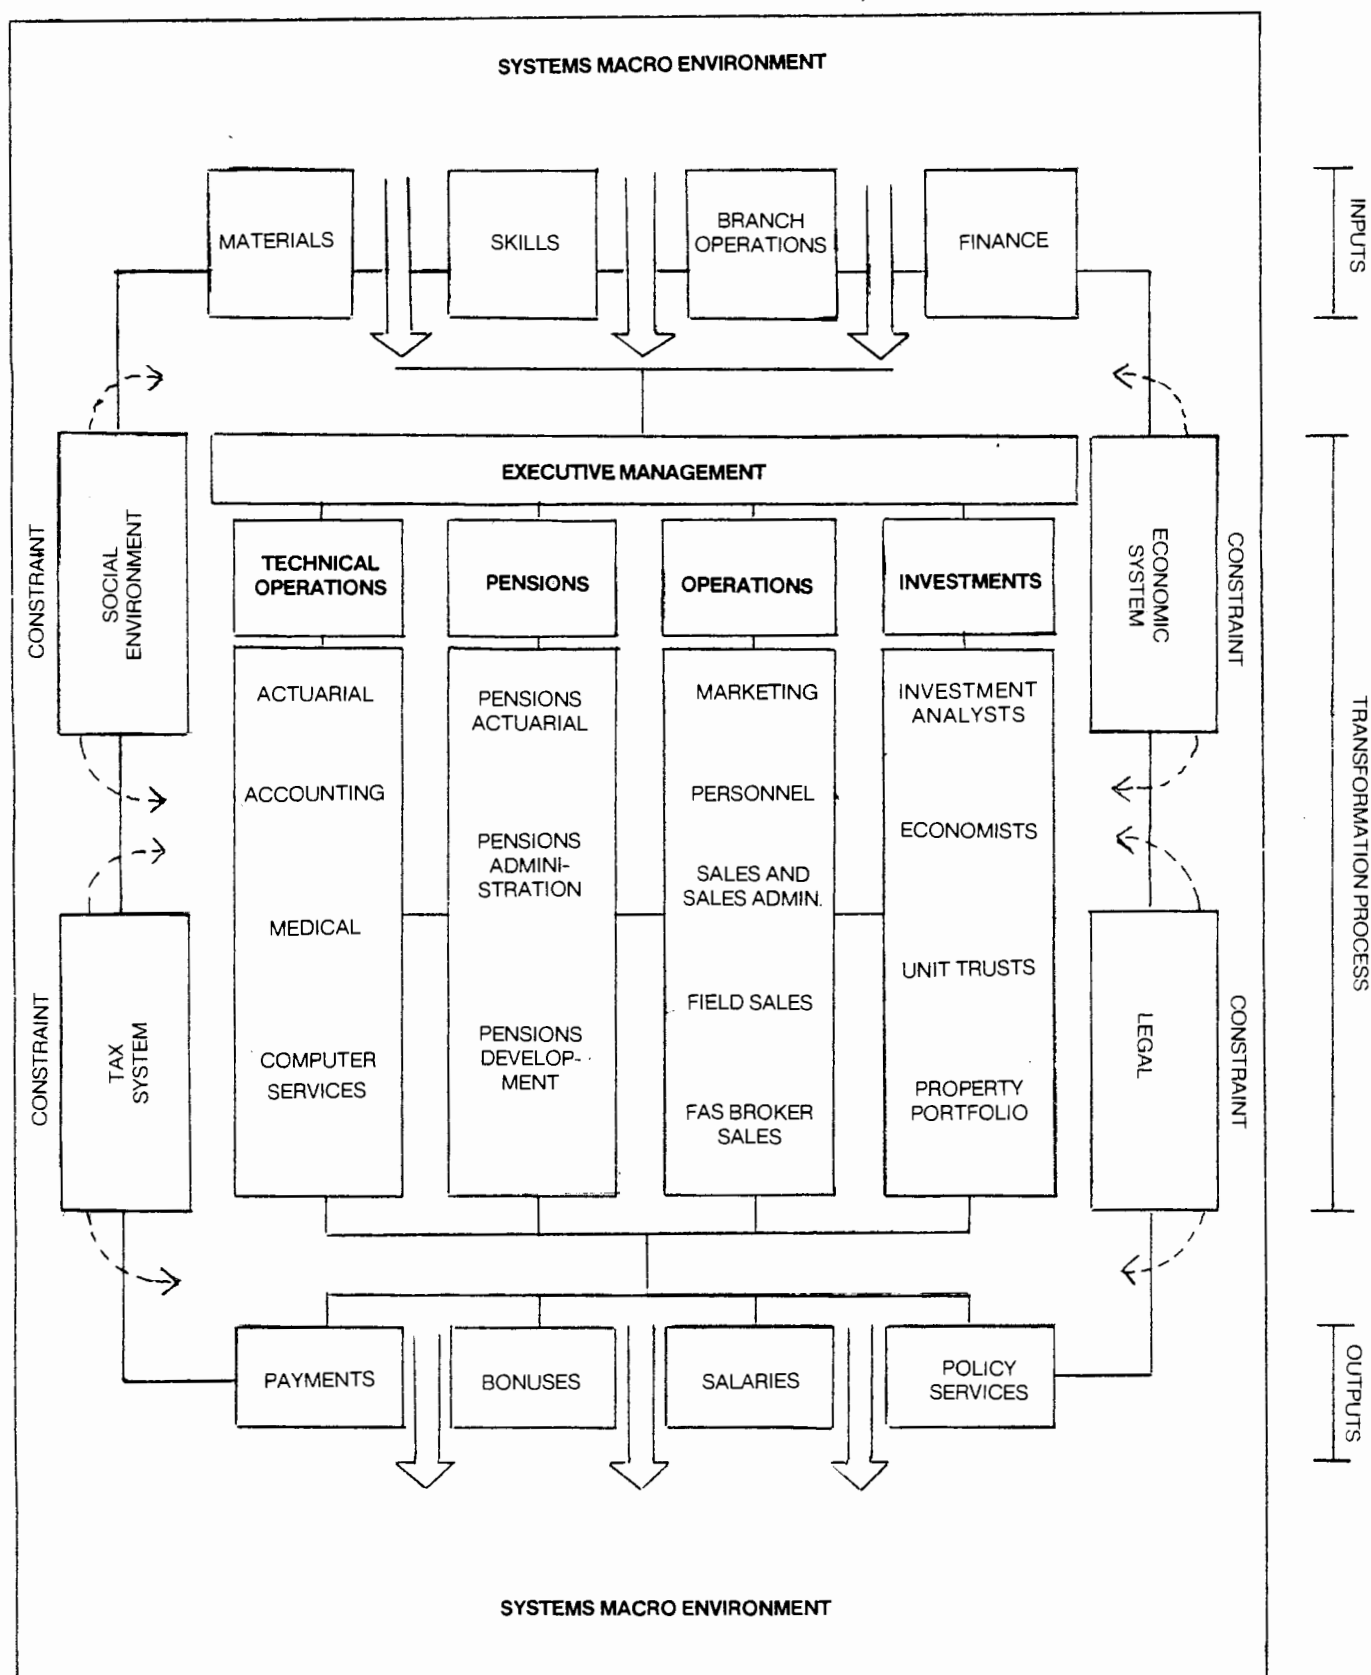 SYSTEMS MACRO ENVIRONMENT
MATERIALS
SKILLS
BRANCH
OPERATIONS
FINANCE
INPUTS
EXECUTIVE MANAGEMENT
CONSTRAINT
SOCIAL
ENVIRONMENT
TECHNICAL
OPERATIONS
PENSIONS
OPERATIONS
INVESTMENTS
ECONOMIC
SYSTEM
CONSTRAINT
ACTUARIAL
ACCOUNTING
MEDICAL
COMPUTER
SERVICES
PENSIONS
ACTUARIAL
PENSIONS
ADMINI-
STRATION
PENSIONS
DEVELOP-
MENT
MARKETING
PERSONNEL
SALES AND
SALES ADMIN.
FIELD SALES
FAS BROKER
SALES
INVESTMENT
ANALYSTS
ECONOMISTS
UNIT TRUSTS
PROPERTY
PORTFOLIO
TRANSFORMATION PROCESS
CONSTRAINT
TAX
SYSTEM
LEGAL
CONSTRAINT
PAYMENTS
BONUSES
SALARIES
POLICY
SERVICES
OUTPUTS
SYSTEMS MACRO ENVIRONMENT